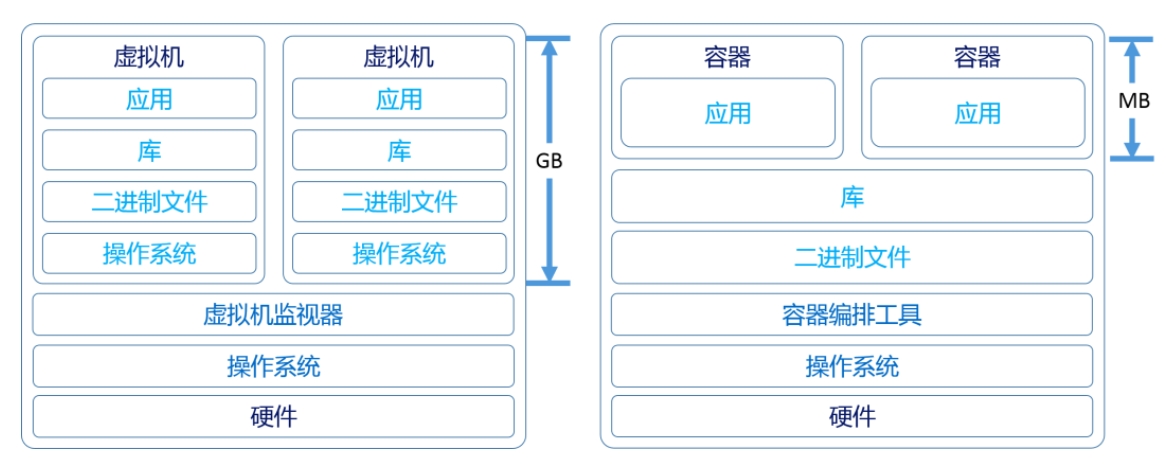 虚拟机
应用
库
二进制文件
操作系统
虚拟机
应用
库
二进制文件
操作系统
GB
虚拟机监视器
操作系统
硬件
容器
应用
容器
应用
MB
库
二进制文件
容器编排工具
操作系统
硬件